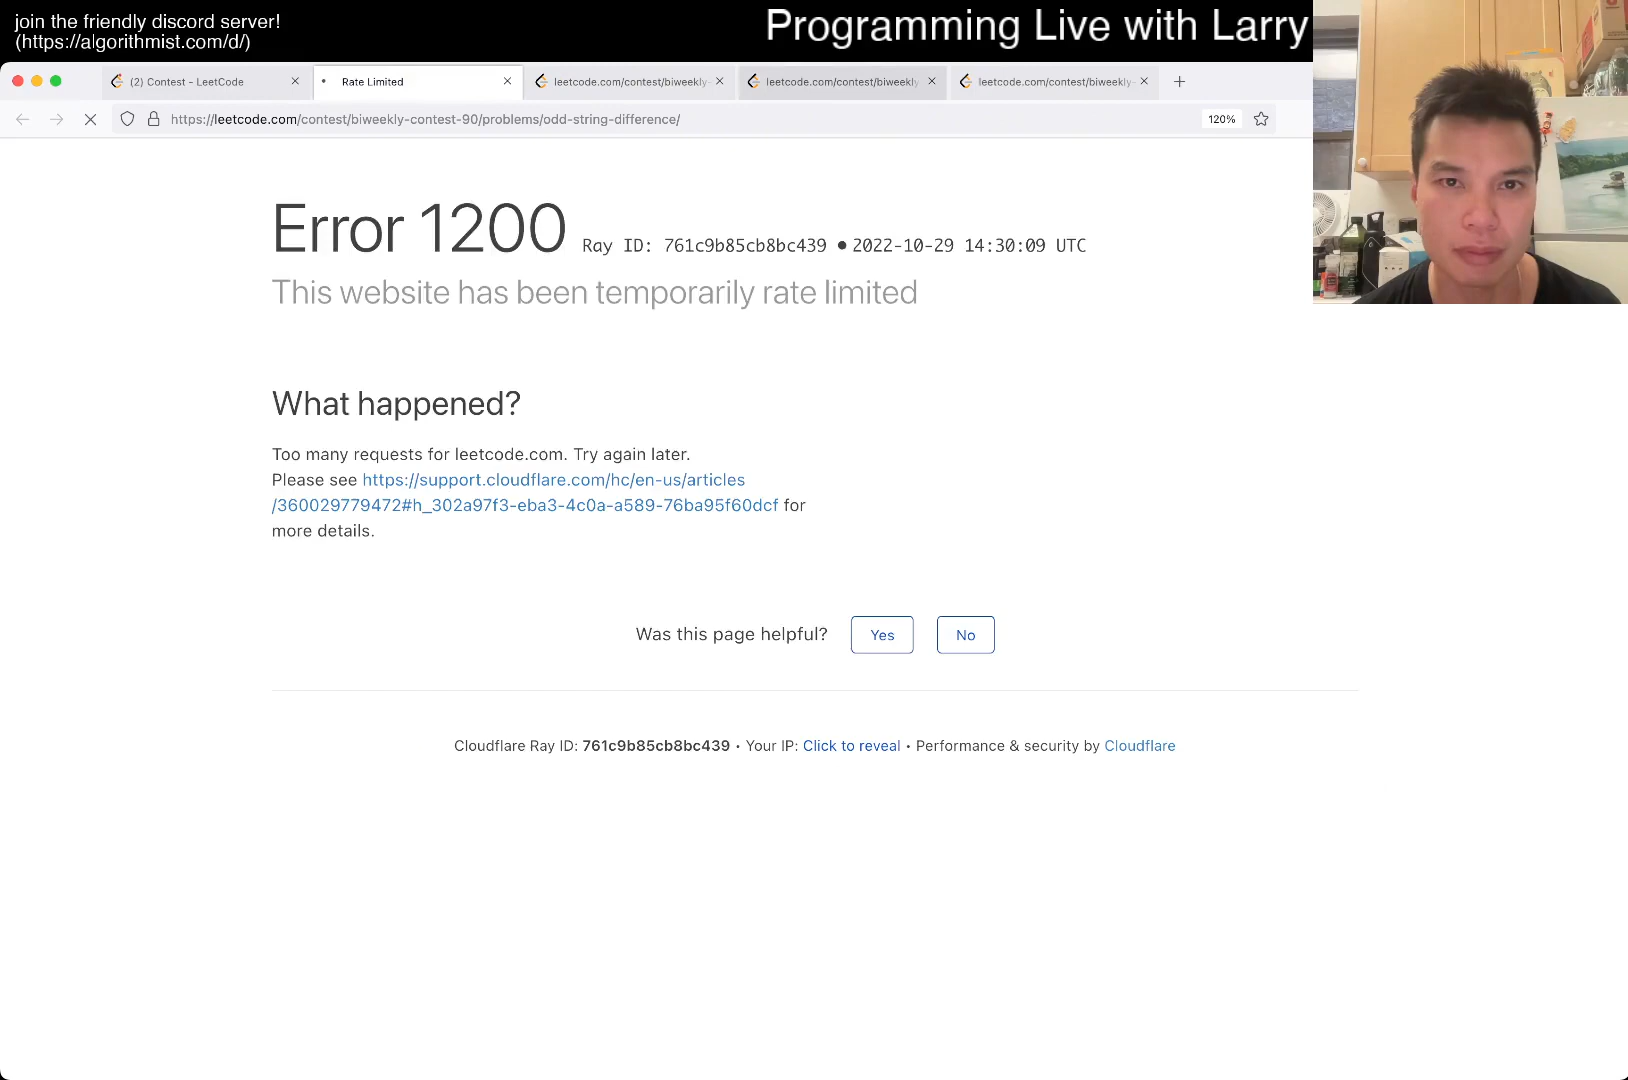 join the friendly discord server!
(https://algorithmist.com/d/)
Programming Live with Larry
(2) Contest - LeetCode
Rate Limited
leetcode.com/contest/biweekly-
leetcode.com/contest/biweekly
leetcode.com/contest/biweekly-
https://leetcode.com/contest/biweekly-contest-90/problems/odd-string-difference/
120%
Error 1200 Ray ID: 761c9b85cb8bc439 • 2022-10-29 14:30:09 UTC
This website has been temporarily rate limited
What happened?
Too many requests for leetcode.com. Try again later.
Please see https://support.cloudflare.com/hc/en-us/articles
/360029779472#h_302a97f3-eba3-4c0a-a589-76ba95f60dcf for
more details.
Was this page helpful? Yes No
Cloudflare Ray ID: 761c9b85cb8bc439 • Your IP: Click to reveal • Performance & security by Cloudflare